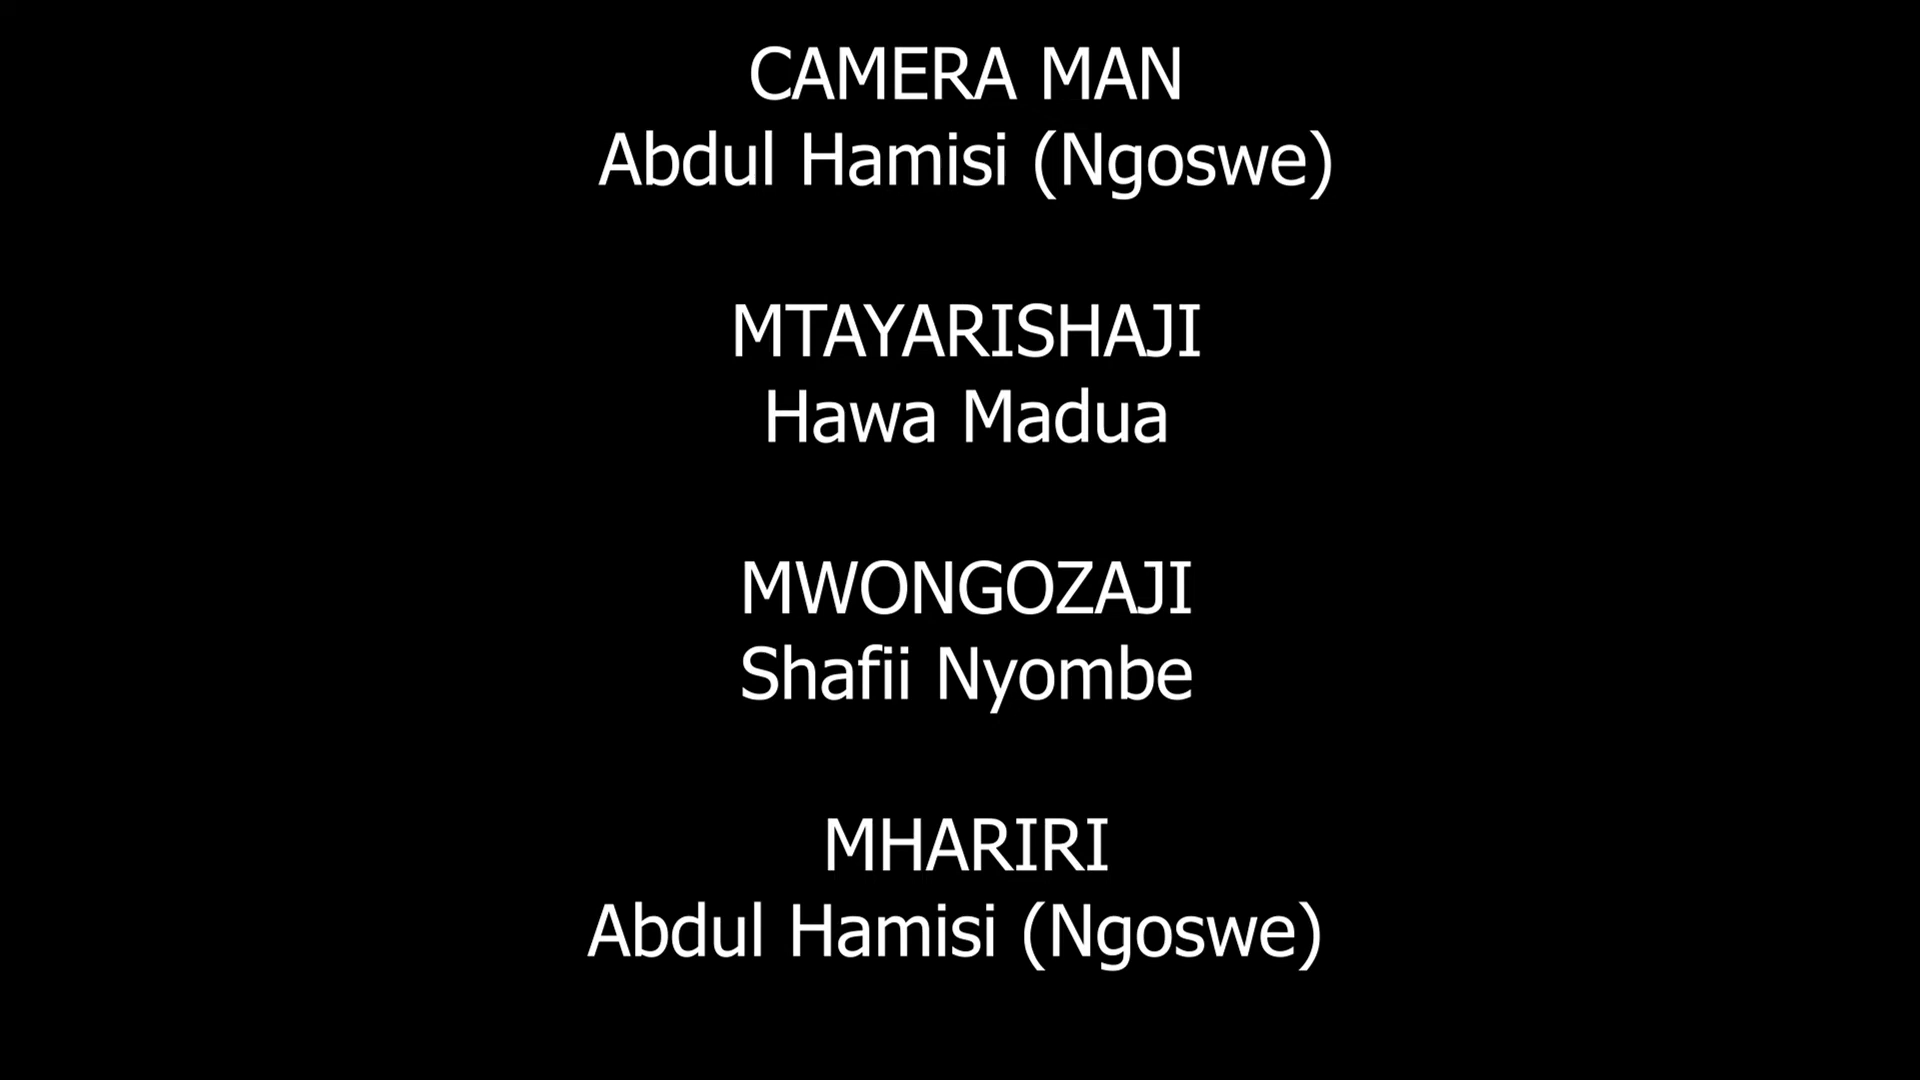 CAMERA MAN
Abdul Hamisi (Ngoswe)
MTAYARISHAJI
Hawa Madua
MWONGOZAJI
Shafii Nyombe
MHARIRI
Abdul Hamisi (Ngoswe)